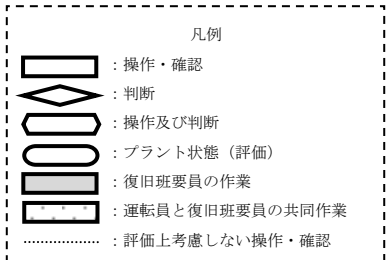 凡例
：操作・確認
：判断
：操作及び判断
：プラント状態（評価）
：復旧班要員の作業
：運転員と復旧班要員の共同作業
：評価上考慮しない操作・確認